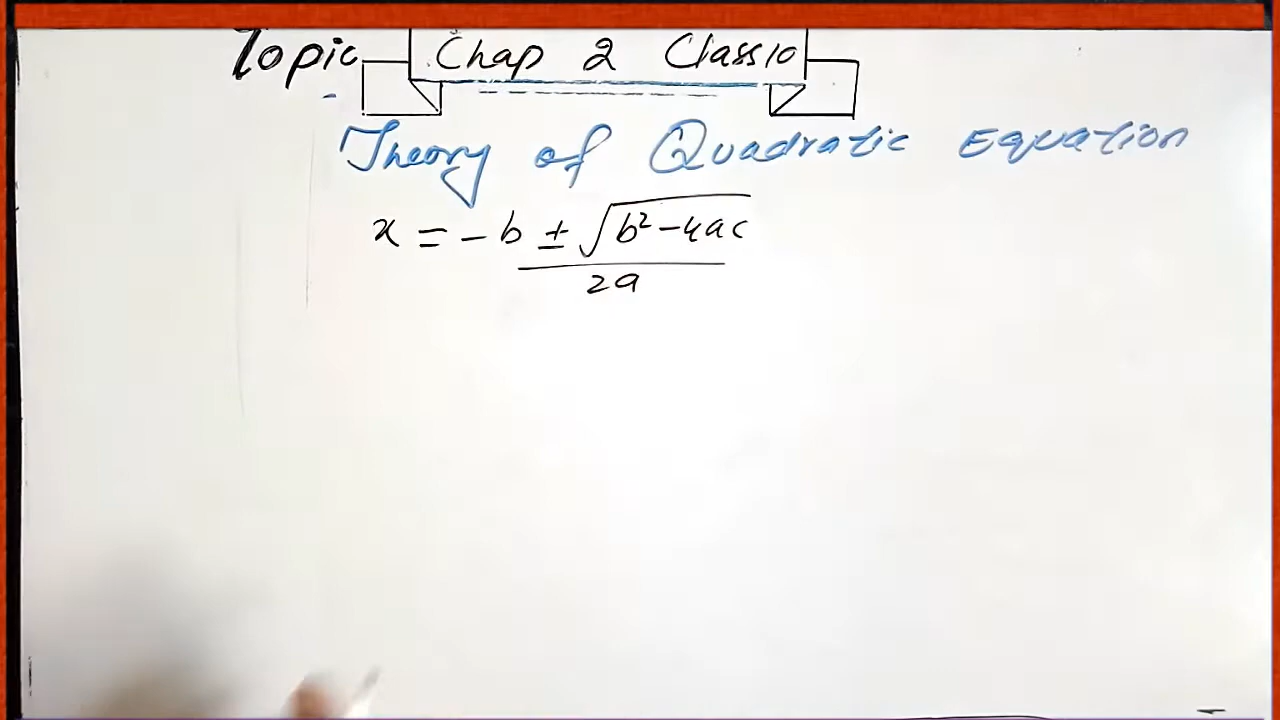 Topic Chap 2 Class 10
Theory of Quadratic Equation
x = -b ± √b²-4ac
2a